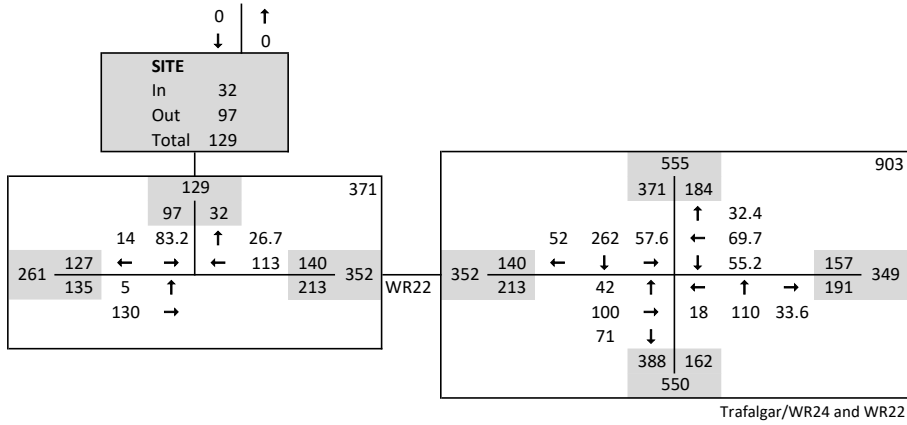 0 ↑
↓ 0
SITE
In 32
Out 97
Total 129
129 371
97 32
14 83.2 ↑ 26.7
261 127 ← → ← 113 140 352
135 5 ↑ 213
130 →
WR22
555 903
371 184
↑ 32.4
52 262 57.6 ← 69.7
352 140 ← ↓ → ↓ 55.2 157 349
213 42 ↑ ← ↑ → 191
100 → 18 110 33.6
71 ↓
388 162
550
Trafalgar/WR24 and WR22